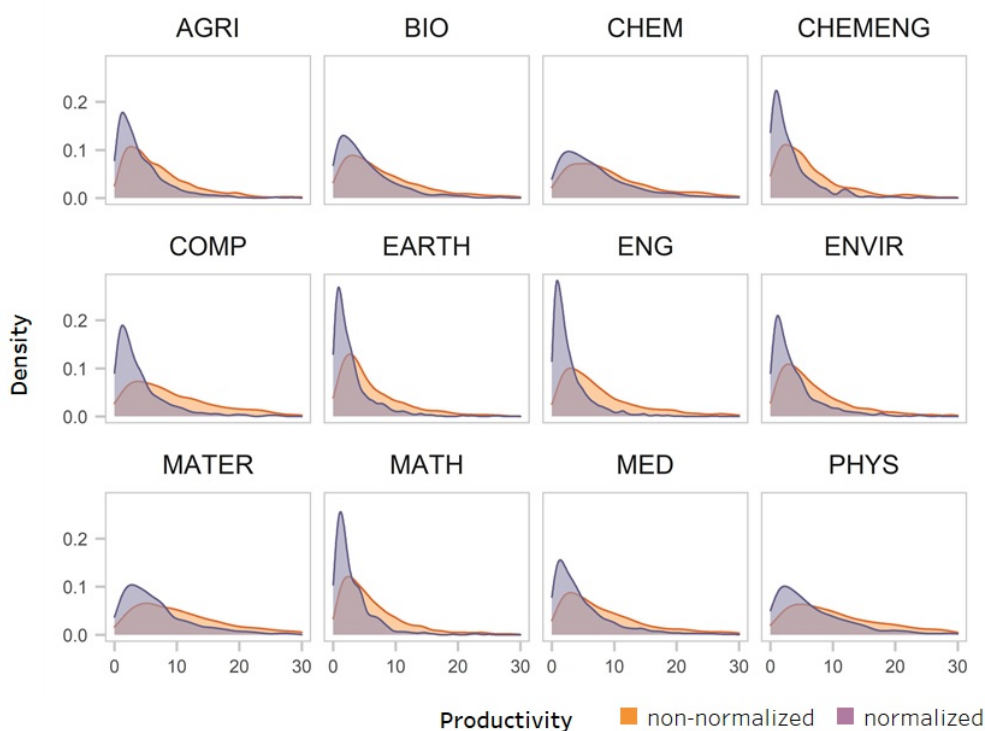 AGRI BIO CHEM CHEMENG
0.2
0.1
0.0
COMP EARTH ENG ENVIR
Density
0.2
0.1
0.0
MATER MATH MED PHYS
0.2
0.1
0.0
0 10 20 30 0 10 20 30 0 10 20 30 0 10 20 30
Productivity non-normalized normalized